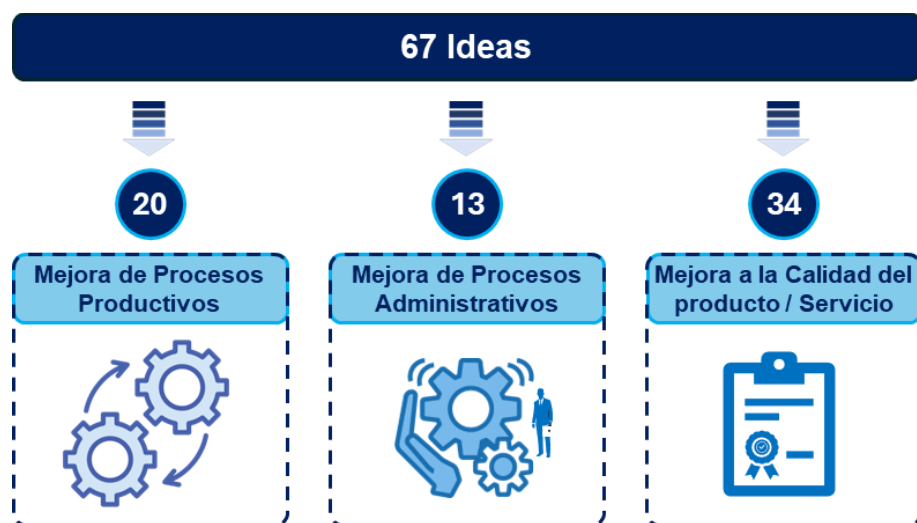 67 Ideas
20
13
34
Mejora de Procesos
Productivos
Mejora de Procesos
Administrativos
Mejora a la Calidad del
producto / Servicio